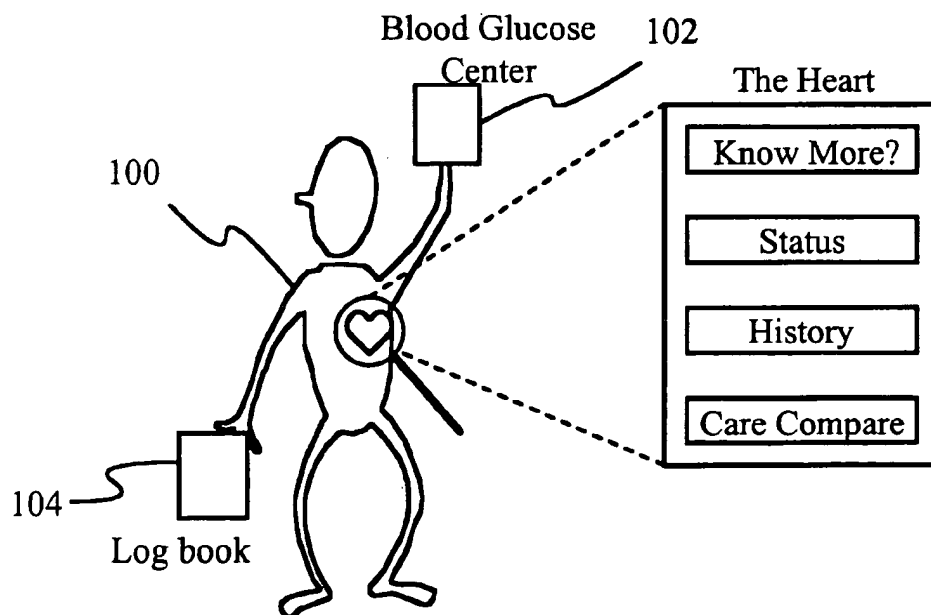 Blood Glucose
Center
102
The Heart
Know More?
100
Status
History
Care Compare
104
Log book